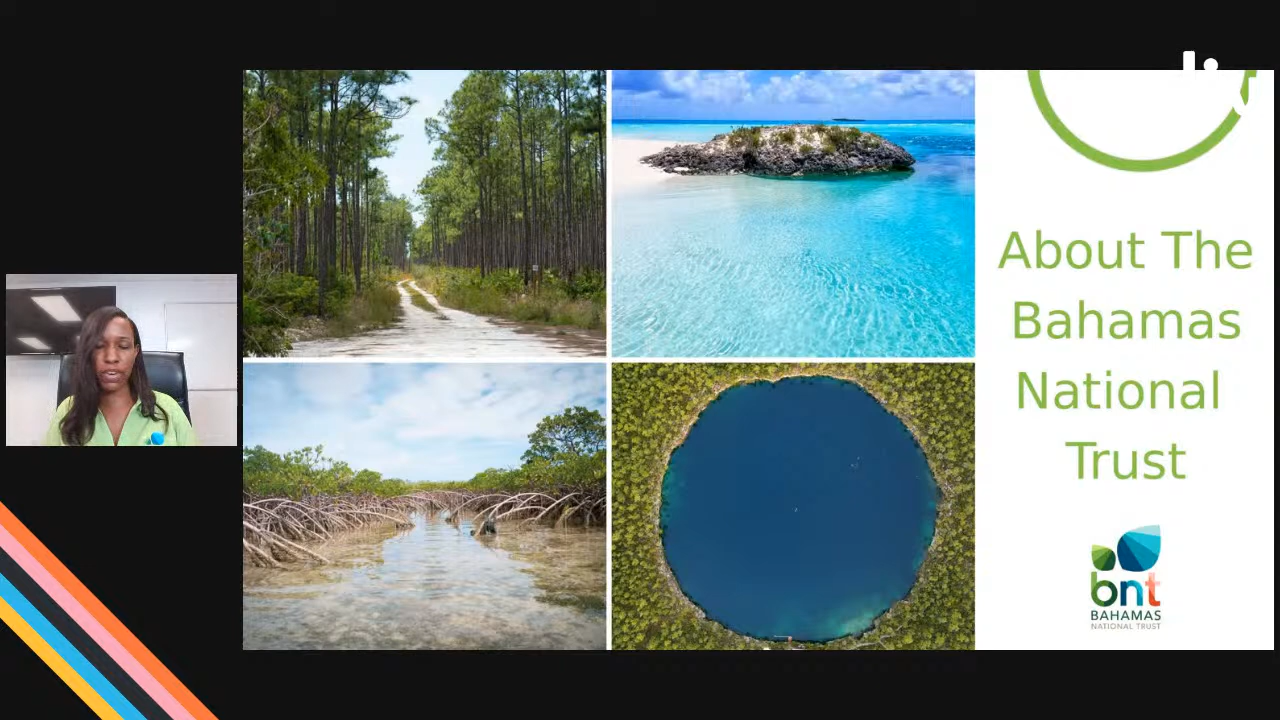 About The
Bahamas
National
Trust
bnt
BAHAMAS
NATIONAL TRUST